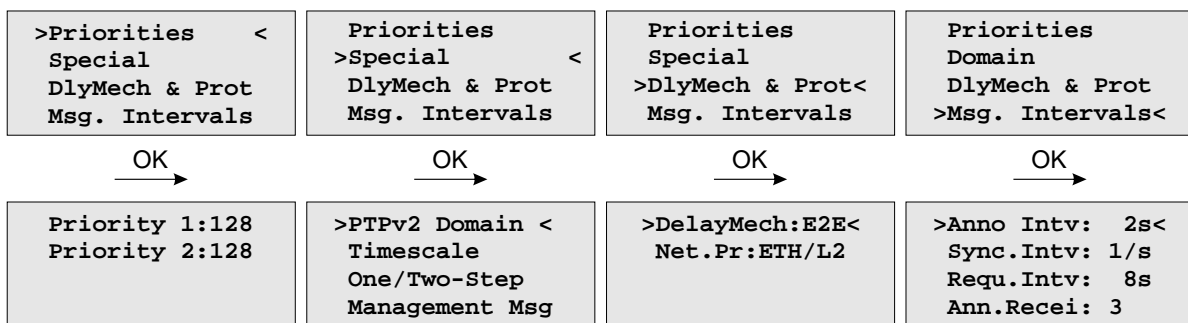 >Priorities <
Special
DlyMech & Prot
Msg. Intervals
Priorities
>Special <
DlyMech & Prot
Msg. Intervals
Priorities
Special
>DlyMech & Prot<
Msg. Intervals
Priorities
Domain
DlyMech & Prot
>Msg. Intervals<
OK
OK
OK
OK
Priority 1:128
Priority 2:128
>PTPv2 Domain <
Timescale
One/Two-Step
Management Msg
>DelayMech:E2E<
Net.Pr:ETH/L2
>Anno Intv: 2s<
Sync.Intv: 1/s
Requ.Intv: 8s
Ann.Recei: 3